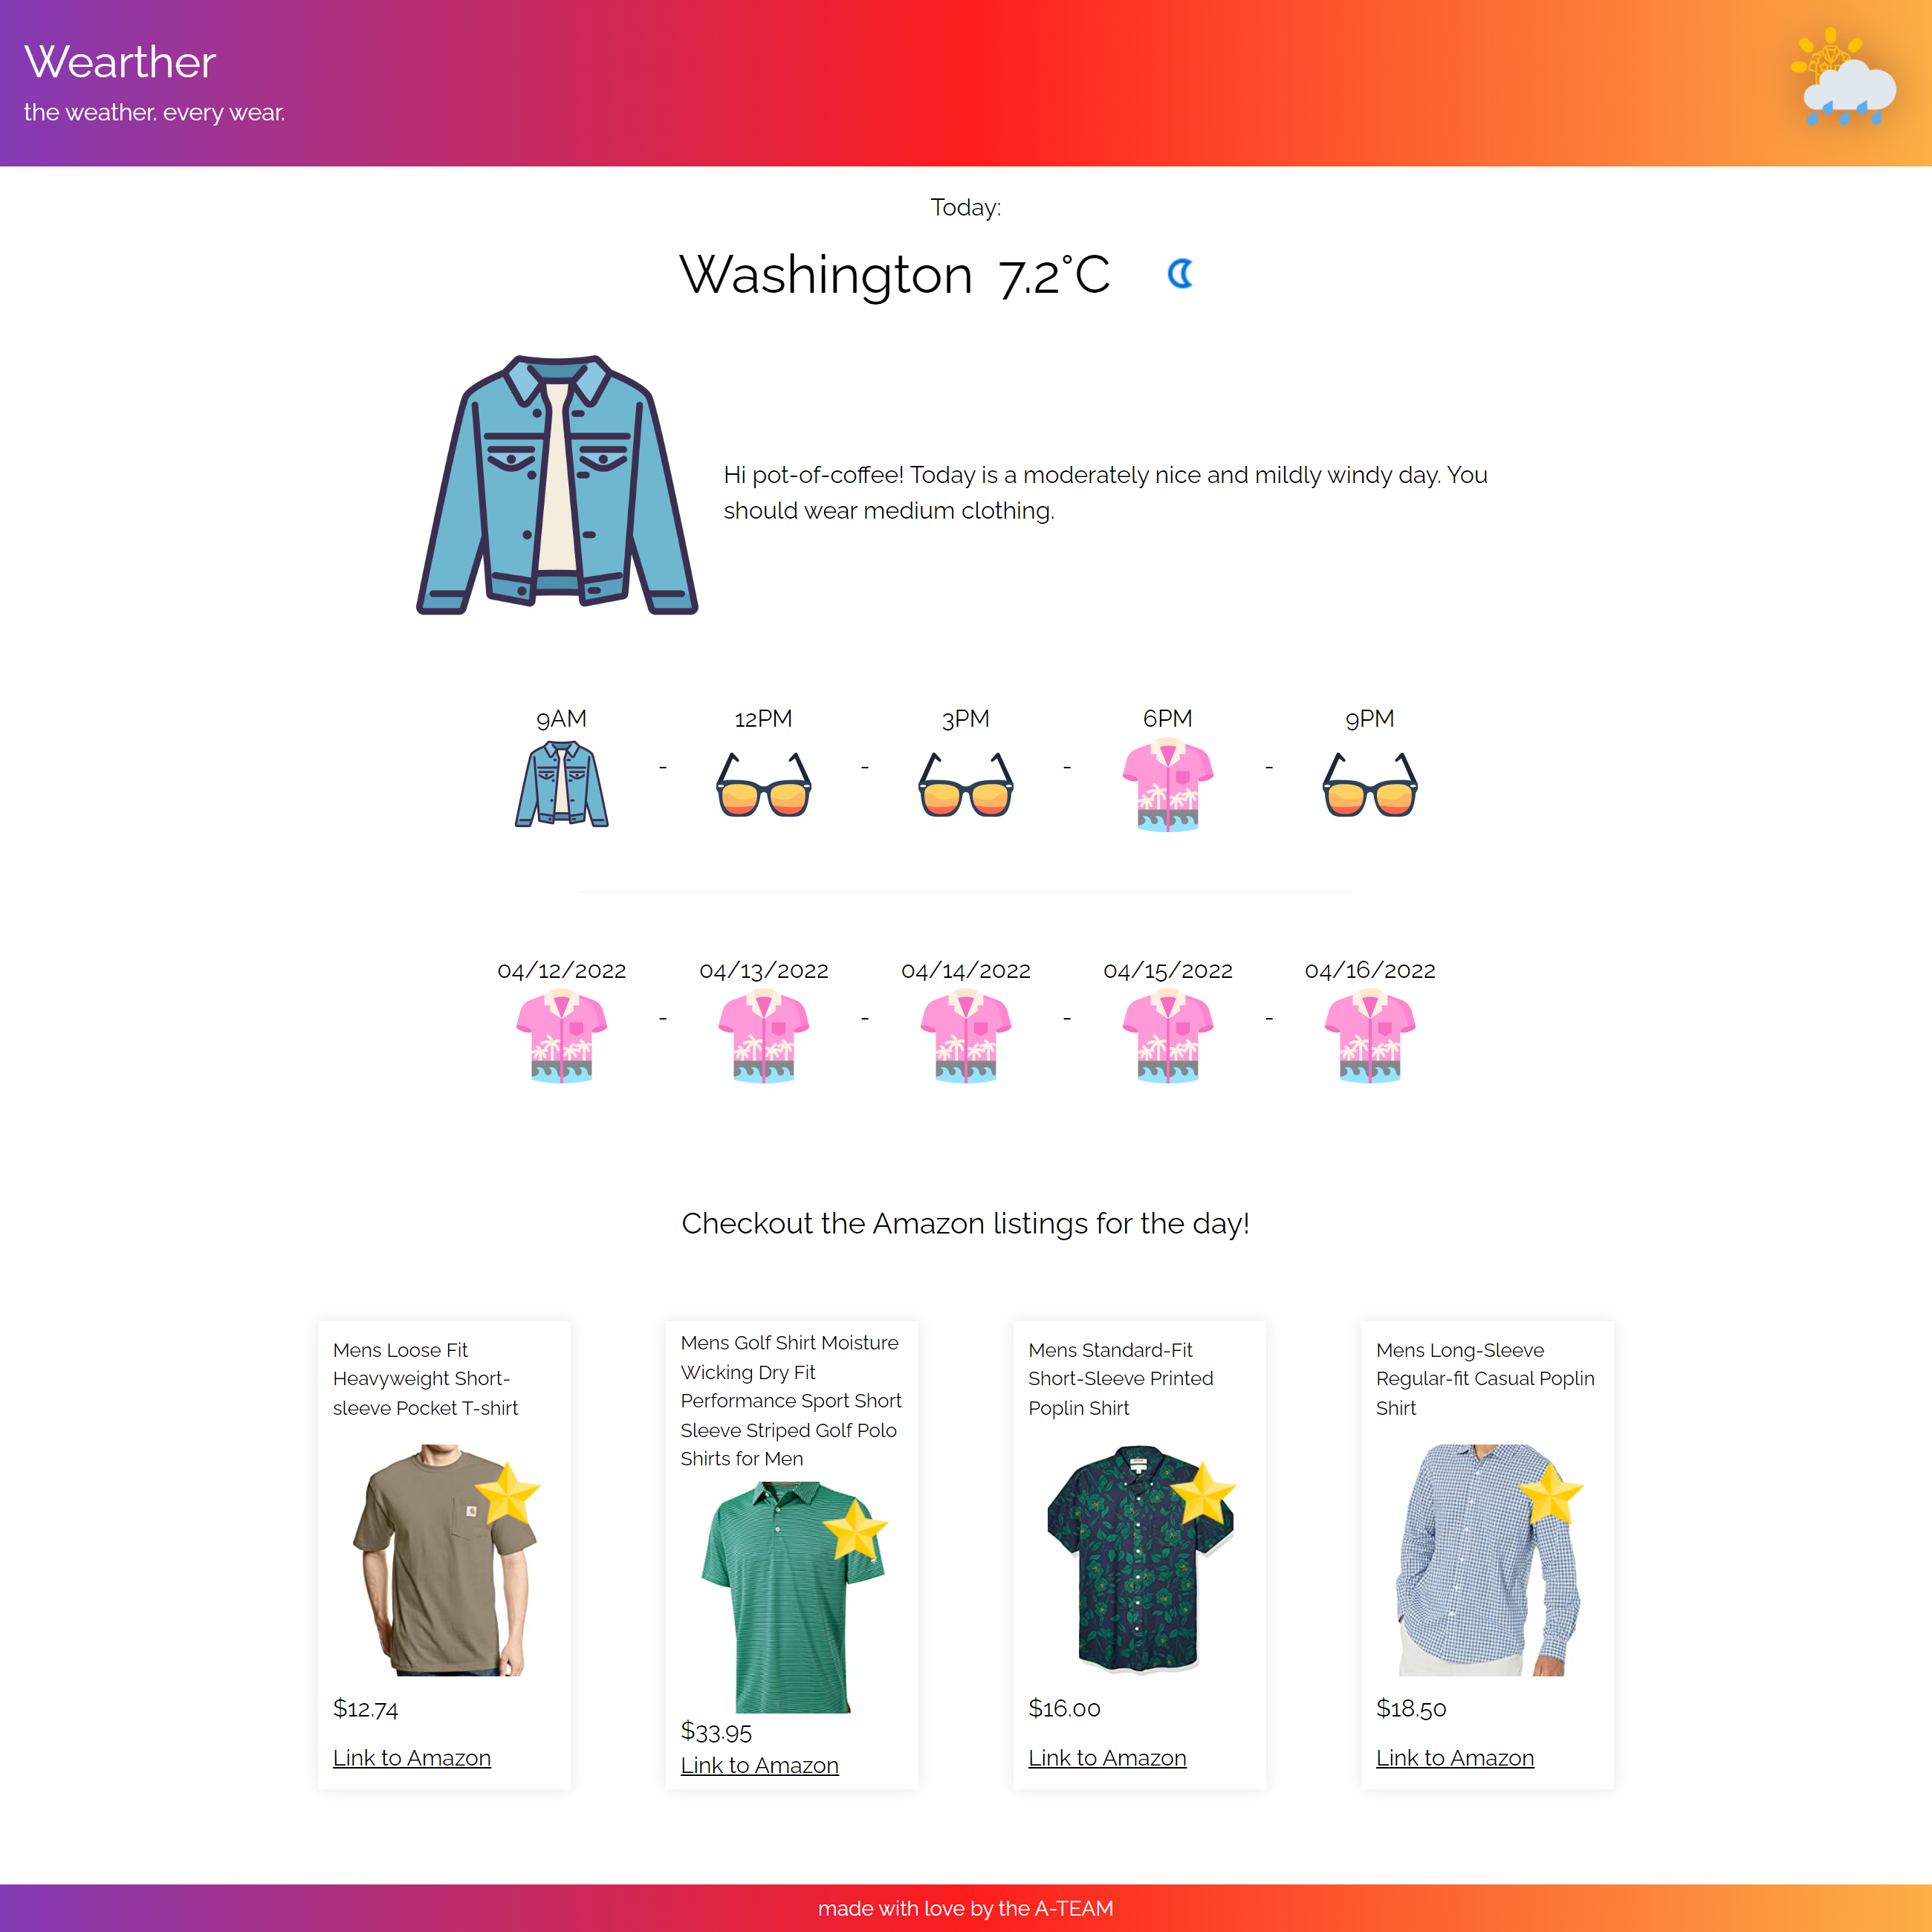 Wearther
the weather. every wear.
Today:
Washington 7.2°C
Hi pot-of-coffee! Today is a moderately nice and mildly windy day. You
should wear medium clothing.
9AM - 12PM - 3PM - 6PM - 9PM
04/12/2022 - 04/13/2022 - 04/14/2022 - 04/15/2022 - 04/16/2022
Checkout the Amazon listings for the day!
Mens Loose Fit
Heavyweight Short-
sleeve Pocket T-shirt
$12.74
Link to Amazon
Mens Golf Shirt Moisture
Wicking Dry Fit
Performance Sport Short
Sleeve Striped Golf Polo
Shirts for Men
$33.95
Link to Amazon
Mens Standard-Fit
Short-Sleeve Printed
Poplin Shirt
$16.00
Link to Amazon
Mens Long-Sleeve
Regular-fit Casual Poplin
Shirt
$18.50
Link to Amazon
made with love by the A-TEAM